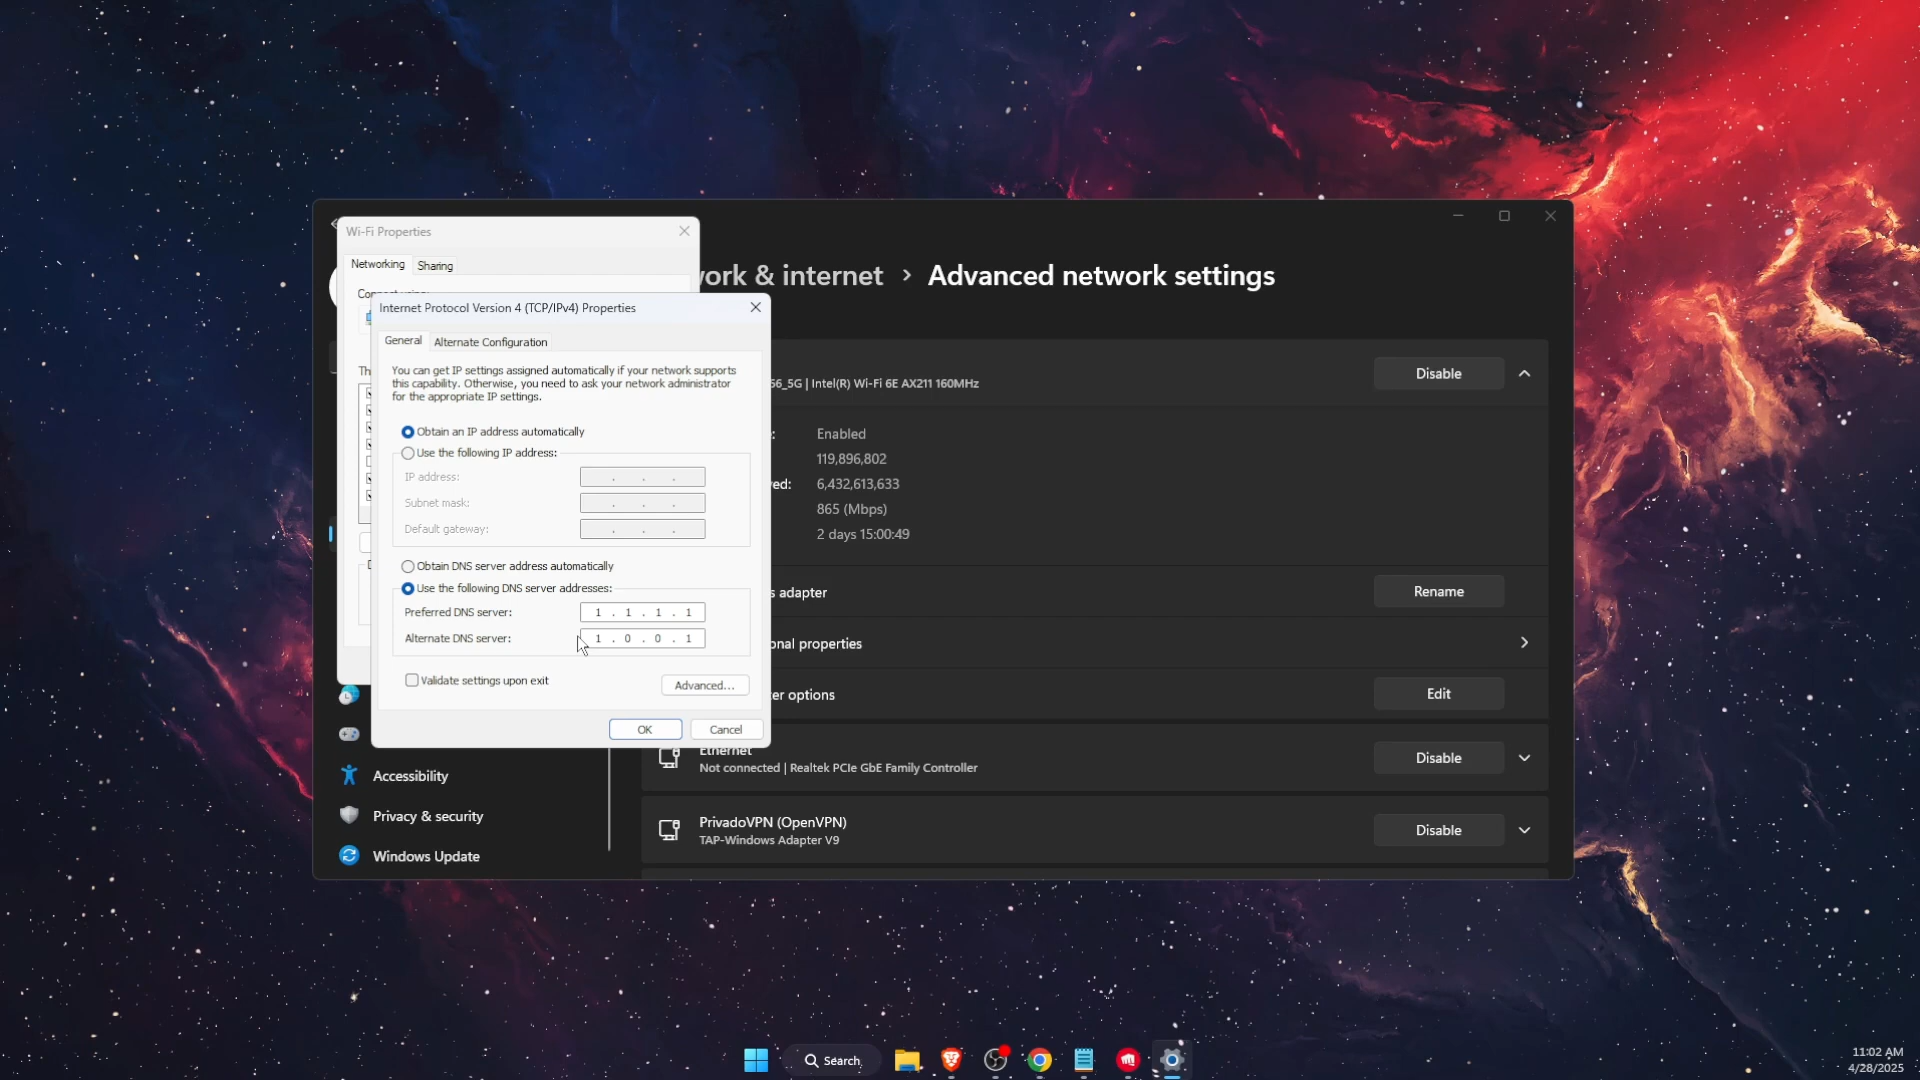 Wi-Fi Properties
Networking
Sharing
work & internet > Advanced network settings
Internet Protocol Version 4 (TCP/IPv4) Properties
General
Alternate Configuration
You can get IP settings assigned automatically if your network supports
this capability. Otherwise, you need to ask your network administrator
for the appropriate IP settings.
Obtain an IP address automatically
Use the following IP address:
IP address:
Subnet mask:
Default gateway:
Obtain DNS server address automatically
Use the following DNS server addresses:
Preferred DNS server: 1 . 1 . 1 . 1
Alternate DNS server: 1 . 0 . 0 . 1
Validate settings upon exit
Advanced...
OK
Cancel
56_5G | Intel(R) Wi-Fi 6E AX211 160MHz
Disable
Enabled
119,896,802
6,432,613,633
865 (Mbps)
2 days 15:00:49
s adapter
Rename
onal properties
er options
Edit
Ethernet
Not connected | Realtek PCIe GbE Family Controller
Disable
PrivadoVPN (OpenVPN)
TAP-Windows Adapter V9
Disable
Accessibility
Privacy & security
Windows Update
Search
11:02 AM
4/28/2025